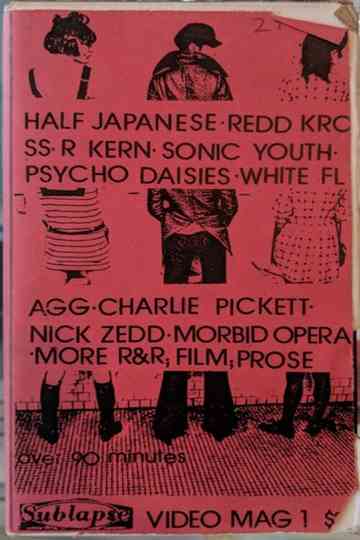 2
HALF JAPANESE·REDD KRO
SS·R KERN·SONIC YOUTH·
PSYCHO DAISIES·WHITE FL
AGG·CHARLIE PICKETT·
NICK ZEDD·MORBID OPERA
·MORE R&R, FILM, PROSE
over 90 minutes
Sublapse VIDEO MAG 1 $